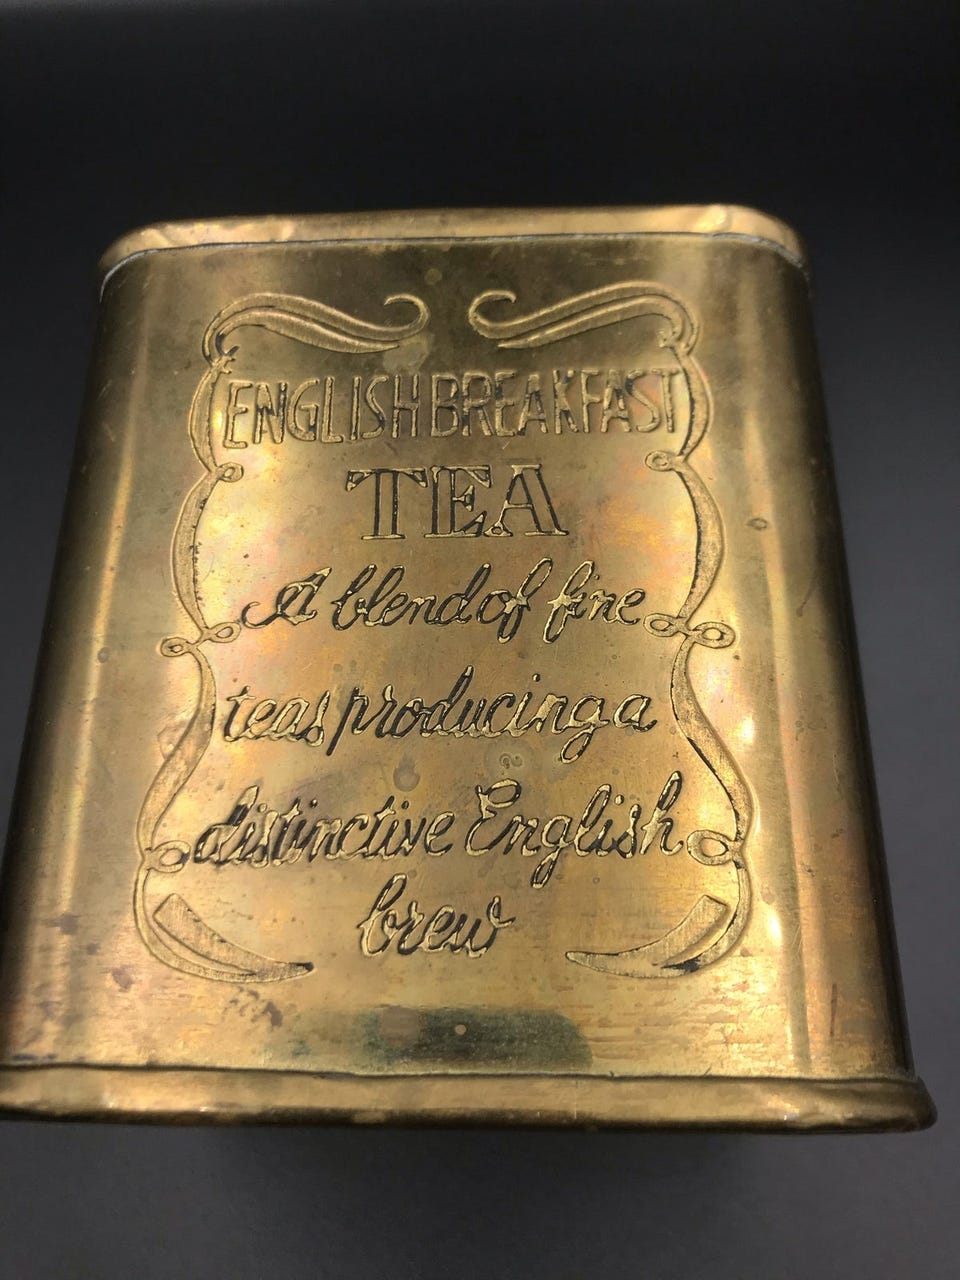 ENGLISH BREAKFAST
TEA
A blend of fine
teas producing a
distinctive English
brew